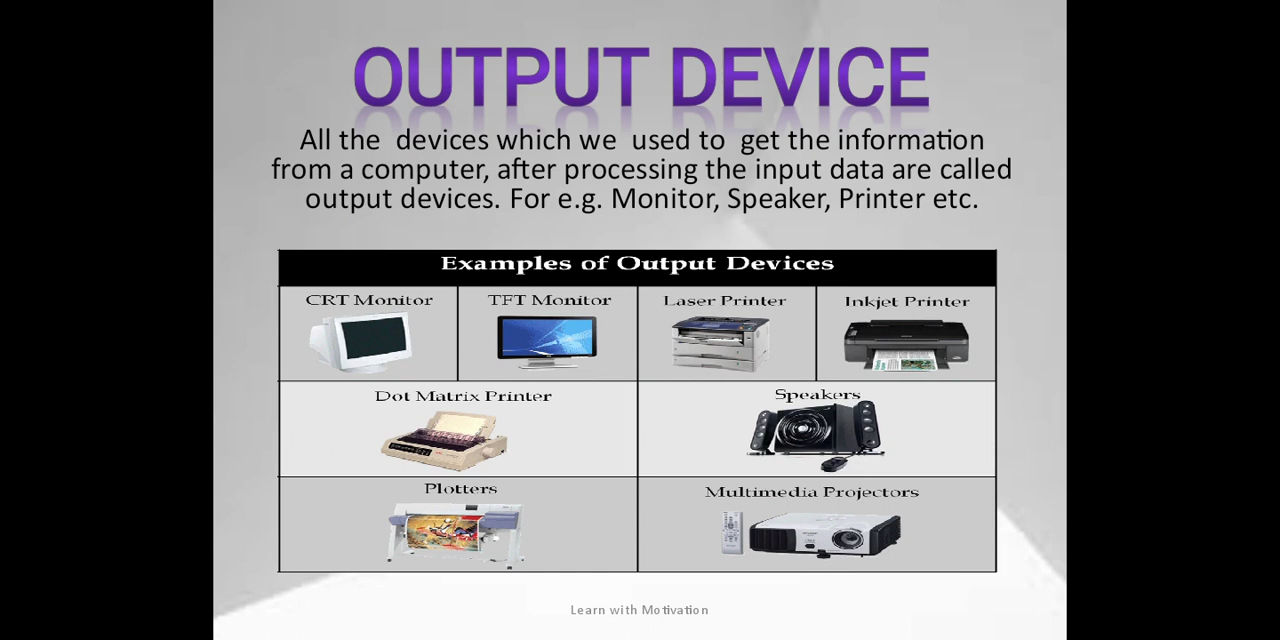 OUTPUT DEVICE
All the devices which we used to get the information
from a computer, after processing the input data are called
output devices. For e.g. Monitor, Speaker, Printer etc.
Examples of Output Devices
CRT Monitor
TFT Monitor
Laser Printer
Inkjet Printer
Dot Matrix Printer
Speakers
Plotters
Multimedia Projectors
Learn with Motivation